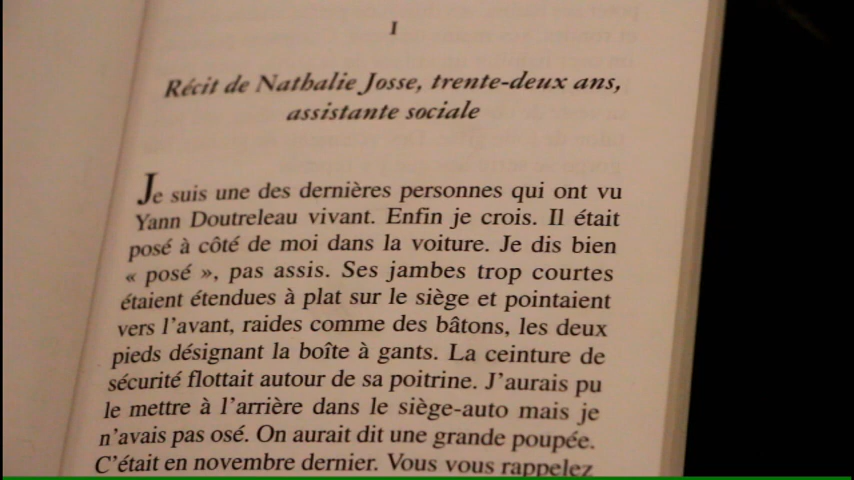 I
Récit de Nathalie Josse, trente-deux ans,
assistante sociale
Je suis une des dernières personnes qui ont vu
Yann Doutreleau vivant. Enfin je crois. Il était
posé à côté de moi dans la voiture. Je dis bien
« posé », pas assis. Ses jambes trop courtes
étaient étendues à plat sur le siège et pointaient
vers l'avant, raides comme des bâtons, les deux
pieds désignant la boîte à gants. La ceinture de
sécurité flottait autour de sa poitrine. J'aurais pu
le mettre à l'arrière dans le siège-auto mais je
n'avais pas osé. On aurait dit une grande poupée.
C'était en novembre dernier. Vous vous rappelez